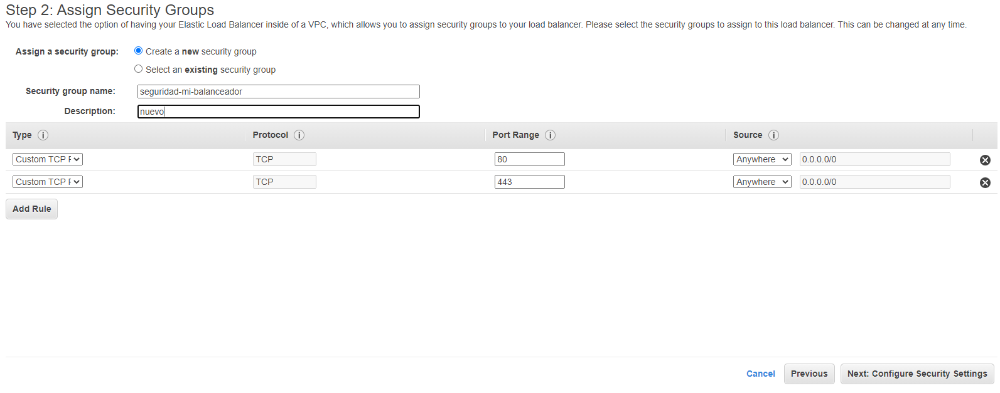 Step 2: Assign Security Groups
You have selected the option of having your Elastic Load Balancer inside of a VPC, which allows you to assign security groups to your load balancer. Please select the security groups to assign to this load balancer. This can be changed at any time.
Assign a security group: Create a new security group
Select an existing security group
Security group name: seguridad-mi-balanceador
Description: nuevo
Type i Protocol i Port Range i Source i
Custom TCP F TCP 80 Anywhere 0.0.0.0/0
Custom TCP F TCP 443 Anywhere 0.0.0.0/0
Add Rule
Cancel Previous Next: Configure Security Settings